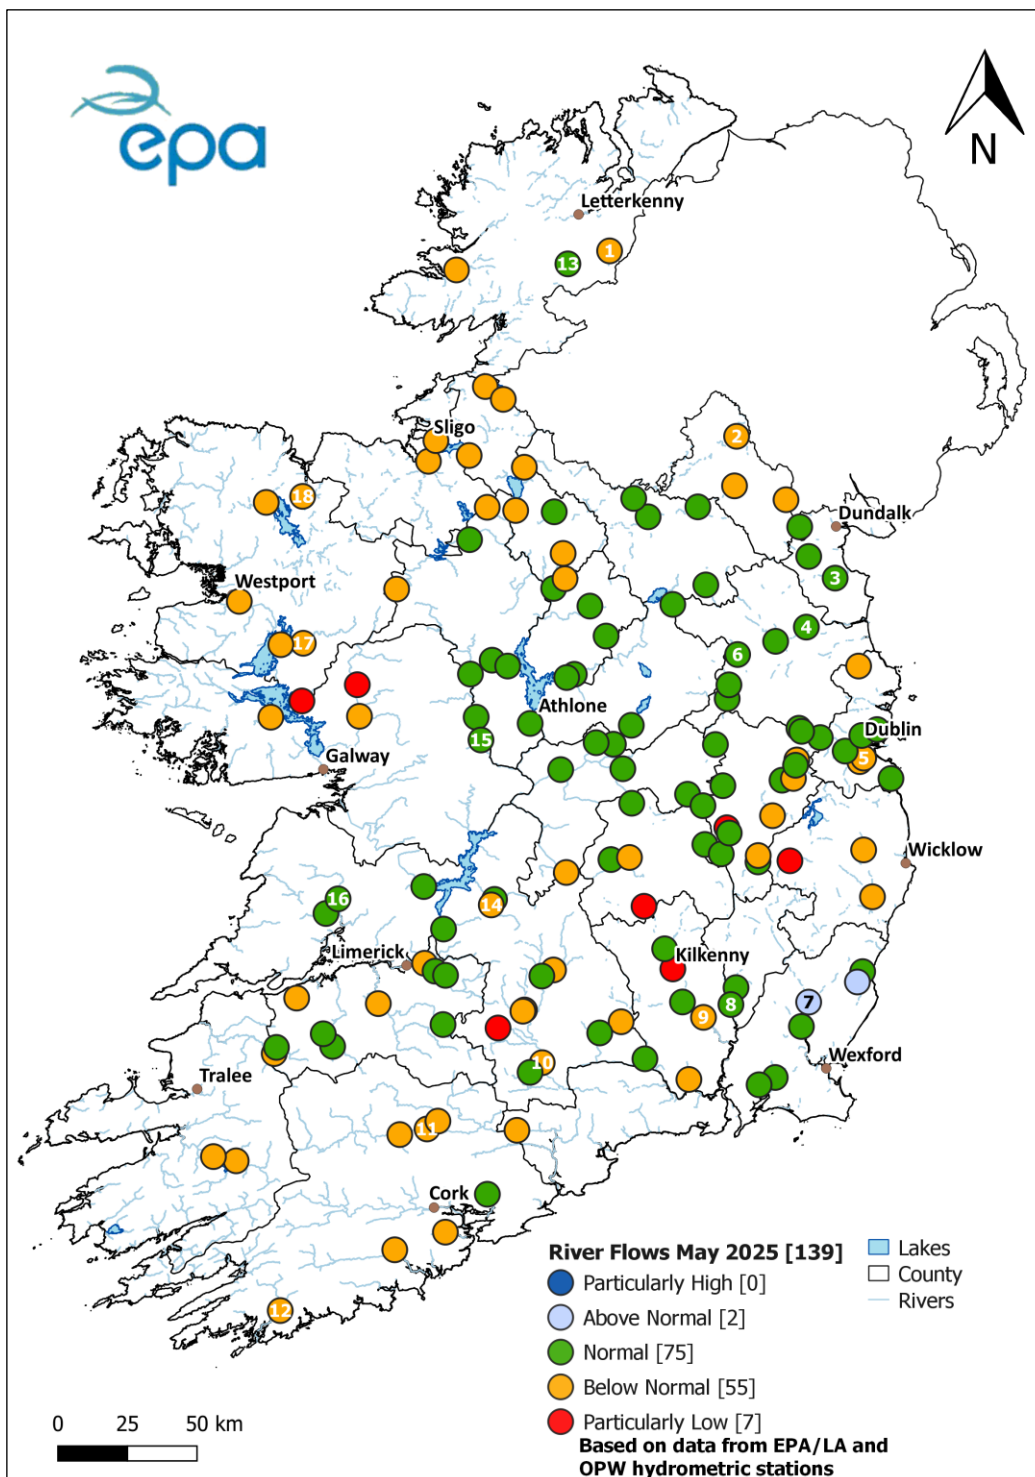 epa
N
Letterkenny
1
13
Sligo
2
18
Dundalk
3
Westport
4
17
6
Athlone
15
Dublin
5
Galway
Wicklow
16
14
Limerick
Kilkenny
7
8
9
Wexford
10
Tralee
11
Cork
12
River Flows May 2025 [139]
Particularly High [0]
Above Normal [2]
Normal [75]
Below Normal [55]
Particularly Low [7]
Based on data from EPA/LA and
OPW hydrometric stations
Lakes
County
Rivers
0 25 50 km